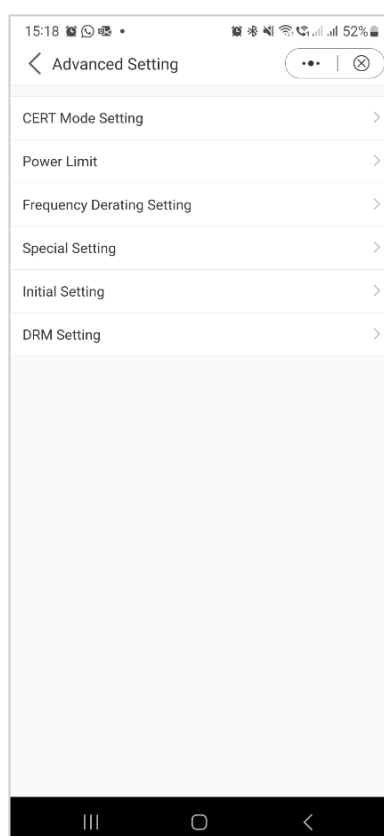 15:18 52%
Advanced Setting
CERT Mode Setting
Power Limit
Frequency Derating Setting
Special Setting
Initial Setting
DRM Setting